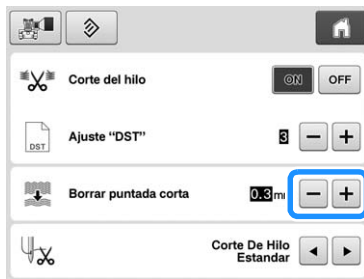 Corte del hilo
ON
OFF
DST
Ajuste “DST”
3
−
+
Borrar puntada corta
0.3
−
+
Corte De Hilo
Estandar